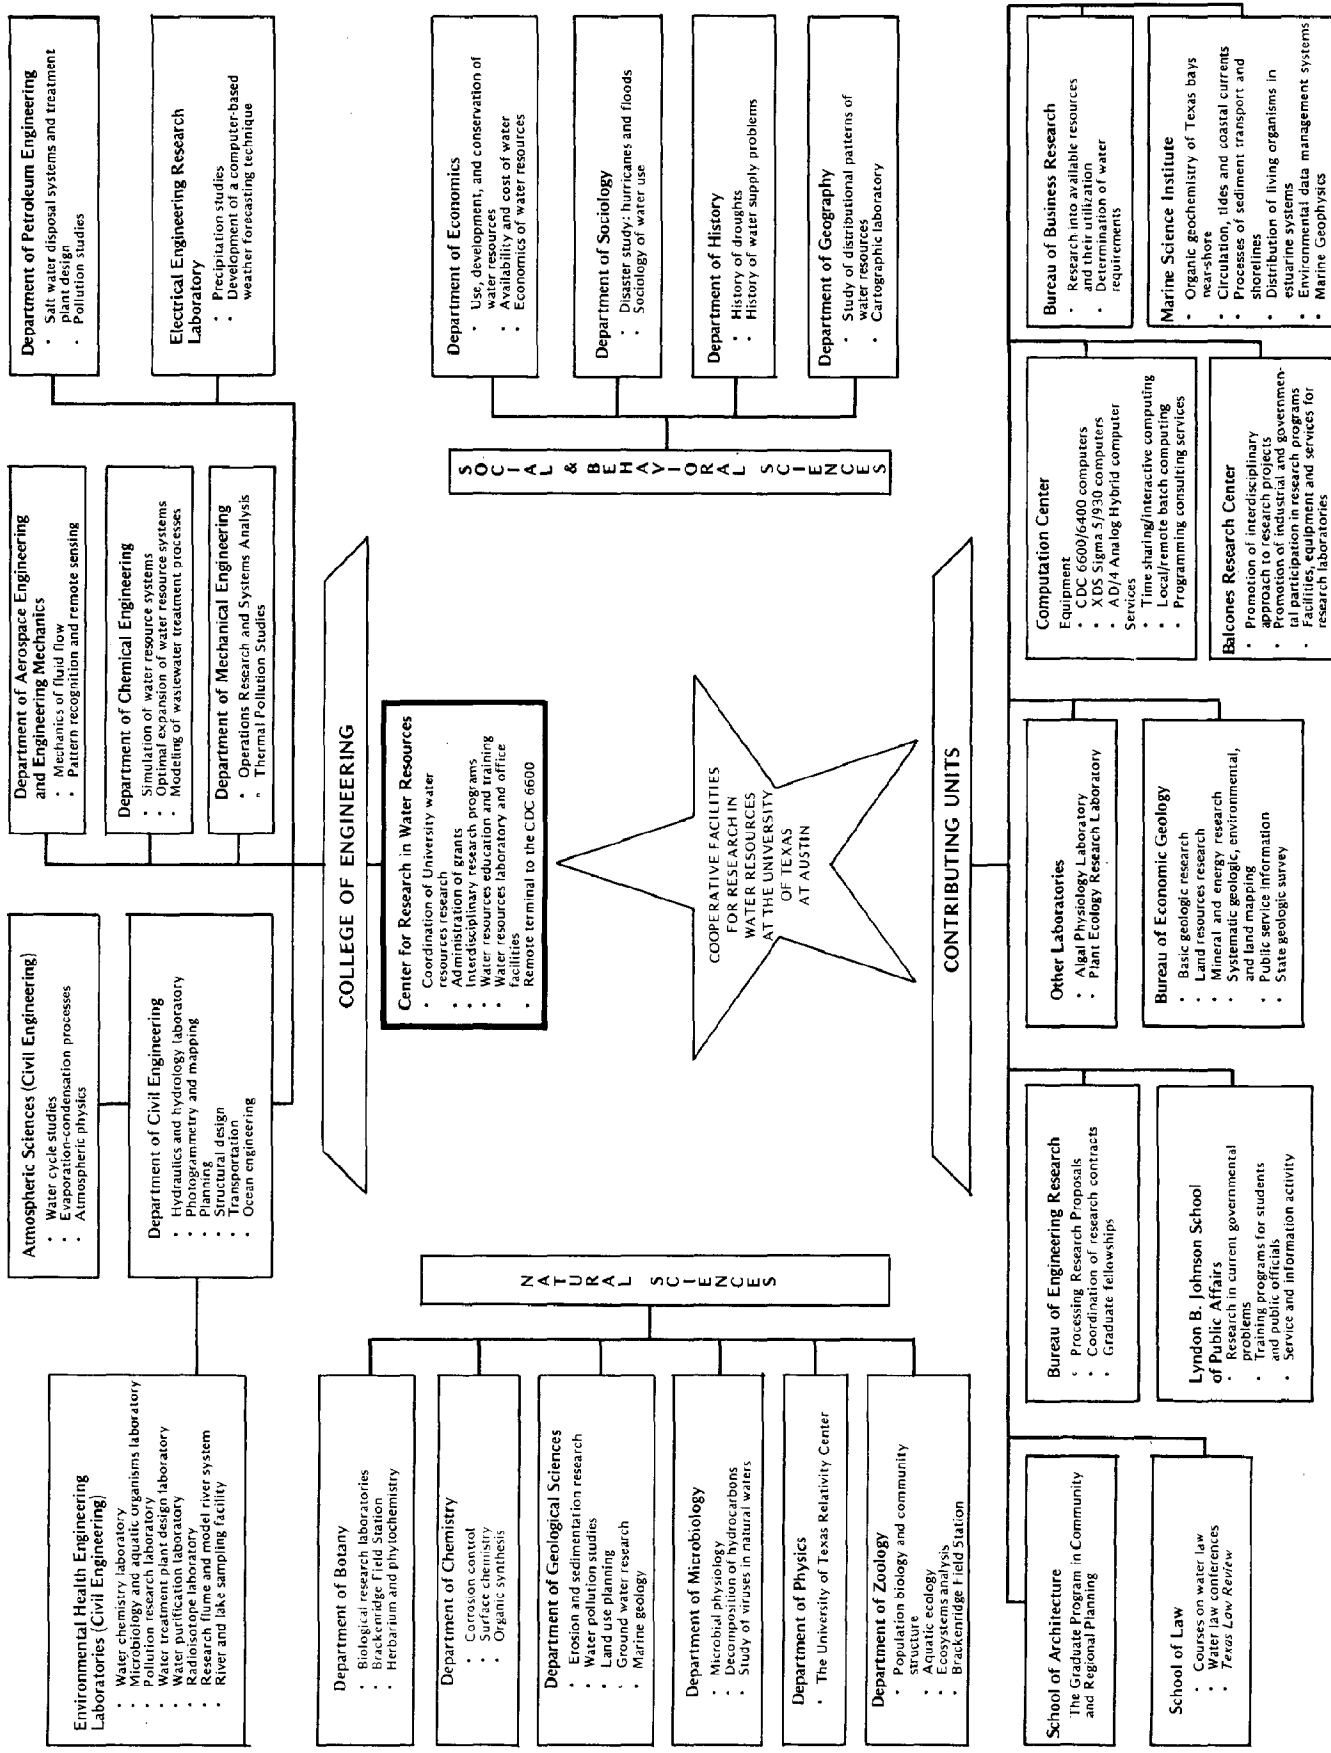 Environmental Health Engineering
Laboratories (Civil Engineering)
· Water chemistry laboratory
· Microbiology and aquatic organisms laboratory
· Pollution research laboratory
· Water treatment plant design laboratory
· Water purification laboratory
· Radioisotope laboratory
· Research flume and model river system
· River and lake sampling facility
Atmospheric Sciences (Civil Engineering)
· Water cycle studies
· Evaporation-condensation processes
· Atmospheric physics
Department of Civil Engineering
· Hydraulics and hydrology laboratory
· Photogrammetry and mapping
· Planning
· Structural design
· Transportation
· Ocean engineering
Department of Aerospace Engineering
and Engineering Mechanics
· Mechanics of fluid flow
· Pattern recognition and remote sensing
Department of Chemical Engineering
· Simulation of water resource systems
· Optimal expansion of water resource systems
· Modeling of wastewater treatment processes
Department of Mechanical Engineering
· Operations Research and Systems Analysis
· Thermal Pollution Studies
Department of Petroleum Engineering
· Salt water disposal systems and treatment
plant design
· Pollution studies
Electrical Engineering Research
Laboratory
· Precipitation studies
· Development of a computer-based
weather forecasting technique
COLLEGE OF ENGINEERING
Center for Research in Water Resources
· Coordination of University water
resources research
· Administration of grants
· Interdisciplinary research programs
· Water resources education and training
· Water resources laboratory and office
facilities
· Remote terminal to the CDC 6600
Department of Botany
· Biological research laboratories
· Brackenridge Field Station
· Herbarium and phytochemistry
Department of Chemistry
· Corrosion control
· Surface chemistry
· Organic synthesis
Department of Geological Sciences
· Erosion and sedimentation research
· Water pollution studies
· Land use planning
· Ground water research
· Marine geology
Department of Microbiology
· Microbial physiology
· Decomposition of hydrocarbons
· Study of viruses in natural waters
Department of Physics
· The University of Texas Relativity Center
Department of Zoology
· Population biology and community
structure
· Aquatic ecology
· Ecosystems analysis
· Brackenridge Field Station
NATURAL SCIENCES
COOPERATIVE FACILITIES
FOR RESEARCH IN
WATER RESOURCES
AT THE UNIVERSITY
OF TEXAS
AT AUSTIN
SOCIAL & BEHAVIORAL SCIENCES
Department of Economics
· Use, development, and conservation of
water resources
· Availability and cost of water
· Economics of water resources
Department of Sociology
· Disaster study: hurricanes and floods
· Sociology of water use
Department of History
· History of droughts
· History of water supply problems
Department of Geography
· Study of distributional patterns of
water resources
· Cartographic laboratory
CONTRIBUTING UNITS
School of Architecture
The Graduate Program in Community
and Regional Planning
School of Law
· Courses on water law
· Water law conferences
· Texas Law Review
Bureau of Engineering Research
· Processing Research Proposals
· Coordination of research contracts
· Graduate fellowships
Lyndon B. Johnson School
of Public Affairs
· Research in current governmental
problems
· Training programs for students
and public officials
· Service and information activity
Other Laboratories
· Algal Physiology Laboratory
· Plant Ecology Research Laboratory
Bureau of Economic Geology
· Basic geologic research
· Land resources research
· Mineral and energy research
· Systematic geologic, environmental,
and land mapping
· Public service information
· State geologic survey
Computation Center
Equipment
· CDC 6600/6400 computers
· XDS Sigma 5/930 computers
· AD/4 Analog Hybrid computer
Services
· Time sharing/interactive computing
· Local/remote batch computing
· Programming consulting services
Balcones Research Center
· Promotion of interdisciplinary
approach to research projects
· Promotion of industrial and governmen-
tal participation in research programs
· Facilities, equipment and services for
research laboratories
Bureau of Business Research
· Research into available resources
and their utilization
· Determination of water
requirements
Marine Science Institute
· Organic geochemistry of Texas bays
near-shore
· Circulation, tides and coastal currents
· Processes of sediment transport and
shorelines
· Distribution of living organisms in
estuarine systems
· Environmental data management systems
· Marine Geophysics